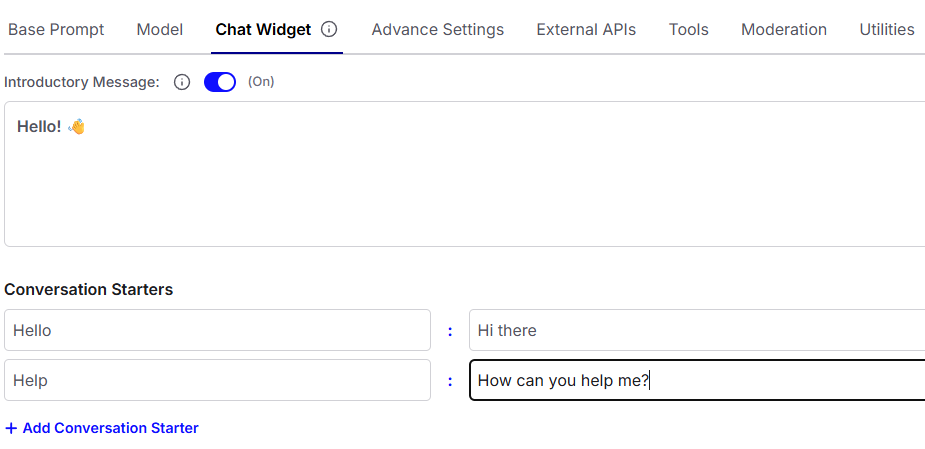 Base Prompt Model Chat Widget Advance Settings External APIs Tools Moderation Utilities
Introductory Message: (On)
Hello! 👋
Conversation Starters
Hello : Hi there
Help : How can you help me?
+ Add Conversation Starter